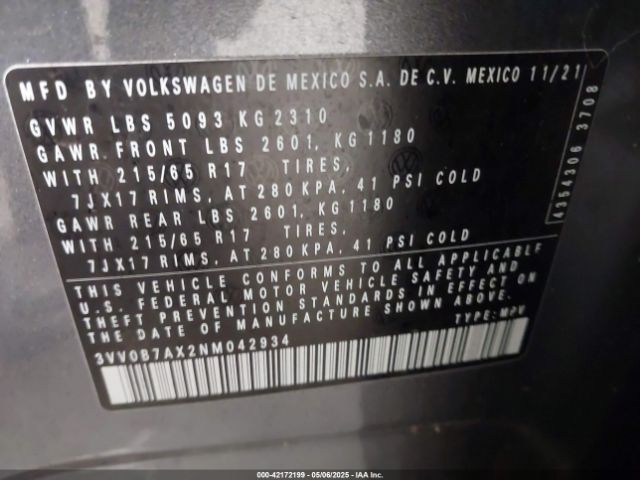 MFD BY VOLKSWAGEN DE MEXICO S.A. DE C.V. MEXICO 11/21
GVWR LBS 5093 KG 2310
GAWR FRONT LBS 2601, KG 1180
WITH 215/65 R17 TIRES,
7JX17 RIMS, AT 280 KPA, 41 PSI COLD
GAWR REAR LBS 2601, KG 1180
WITH 215/65 R17 TIRES,
7JX17 RIMS, AT 280 KPA, 41 PSI COLD
THIS VEHICLE CONFORMS TO ALL APPLICABLE
U.S. FEDERAL MOTOR VEHICLE SAFETY AND
THEFT PREVENTION STANDARDS IN EFFECT ON
THE DATE OF MANUFACTURE SHOWN ABOVE.
TYPE: MPV
3VV0B7AX2NM042934
4354306 3708
000-42172199 - 05/06/2025 - IAA Inc.